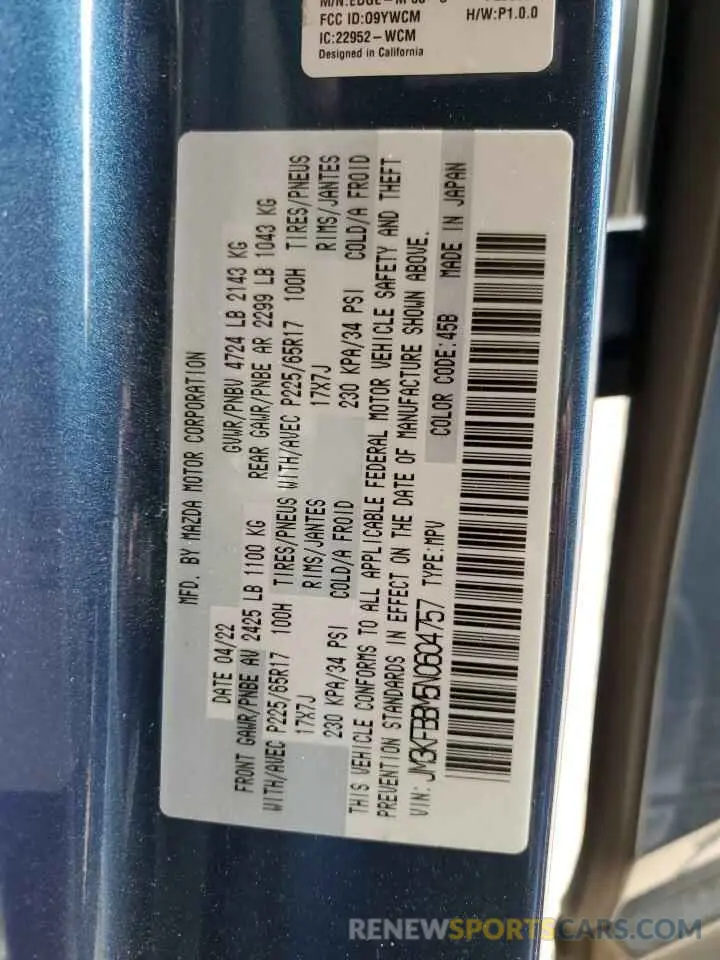 FCC ID:O9YWCM
H/W:P1.0.0
IC:22952-WCM
Designed in California
MFD. BY MAZDA MOTOR CORPORATION
DATE 04/22 GVWR/PNBV 4724 LB 2143 KG
FRONT GAWR/PNBE AV 2425 LB 1100 KG REAR GAWR/PNBE AR 2299 LB 1043 KG
WITH/AVEC P225/65R17 100H TIRES/PNEUS WITH/AVEC P225/65R17 100H TIRES/PNEUS
17X7J RIMS/JANTES 17X7J RIMS/JANTES
230 KPA/34 PSI COLD/A FROID 230 KPA/34 PSI COLD/A FROID
THIS VEHICLE CONFORMS TO ALL APPLICABLE FEDERAL MOTOR VEHICLE SAFETY AND THEFT
PREVENTION STANDARDS IN EFFECT ON THE DATE OF MANUFACTURE SHOWN ABOVE.
VIN: JM3KFBBM5N0604757 TYPE:MPV COLOR CODE:45B MADE IN JAPAN
RENEWSPORTSCARS.COM